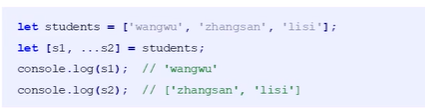 let students = ['wangwu', 'zhangsan', 'lisi'];
let [s1, ...s2] = students;
console.log(s1);  // 'wangwu'
console.log(s2);  // ['zhangsan', 'lisi']